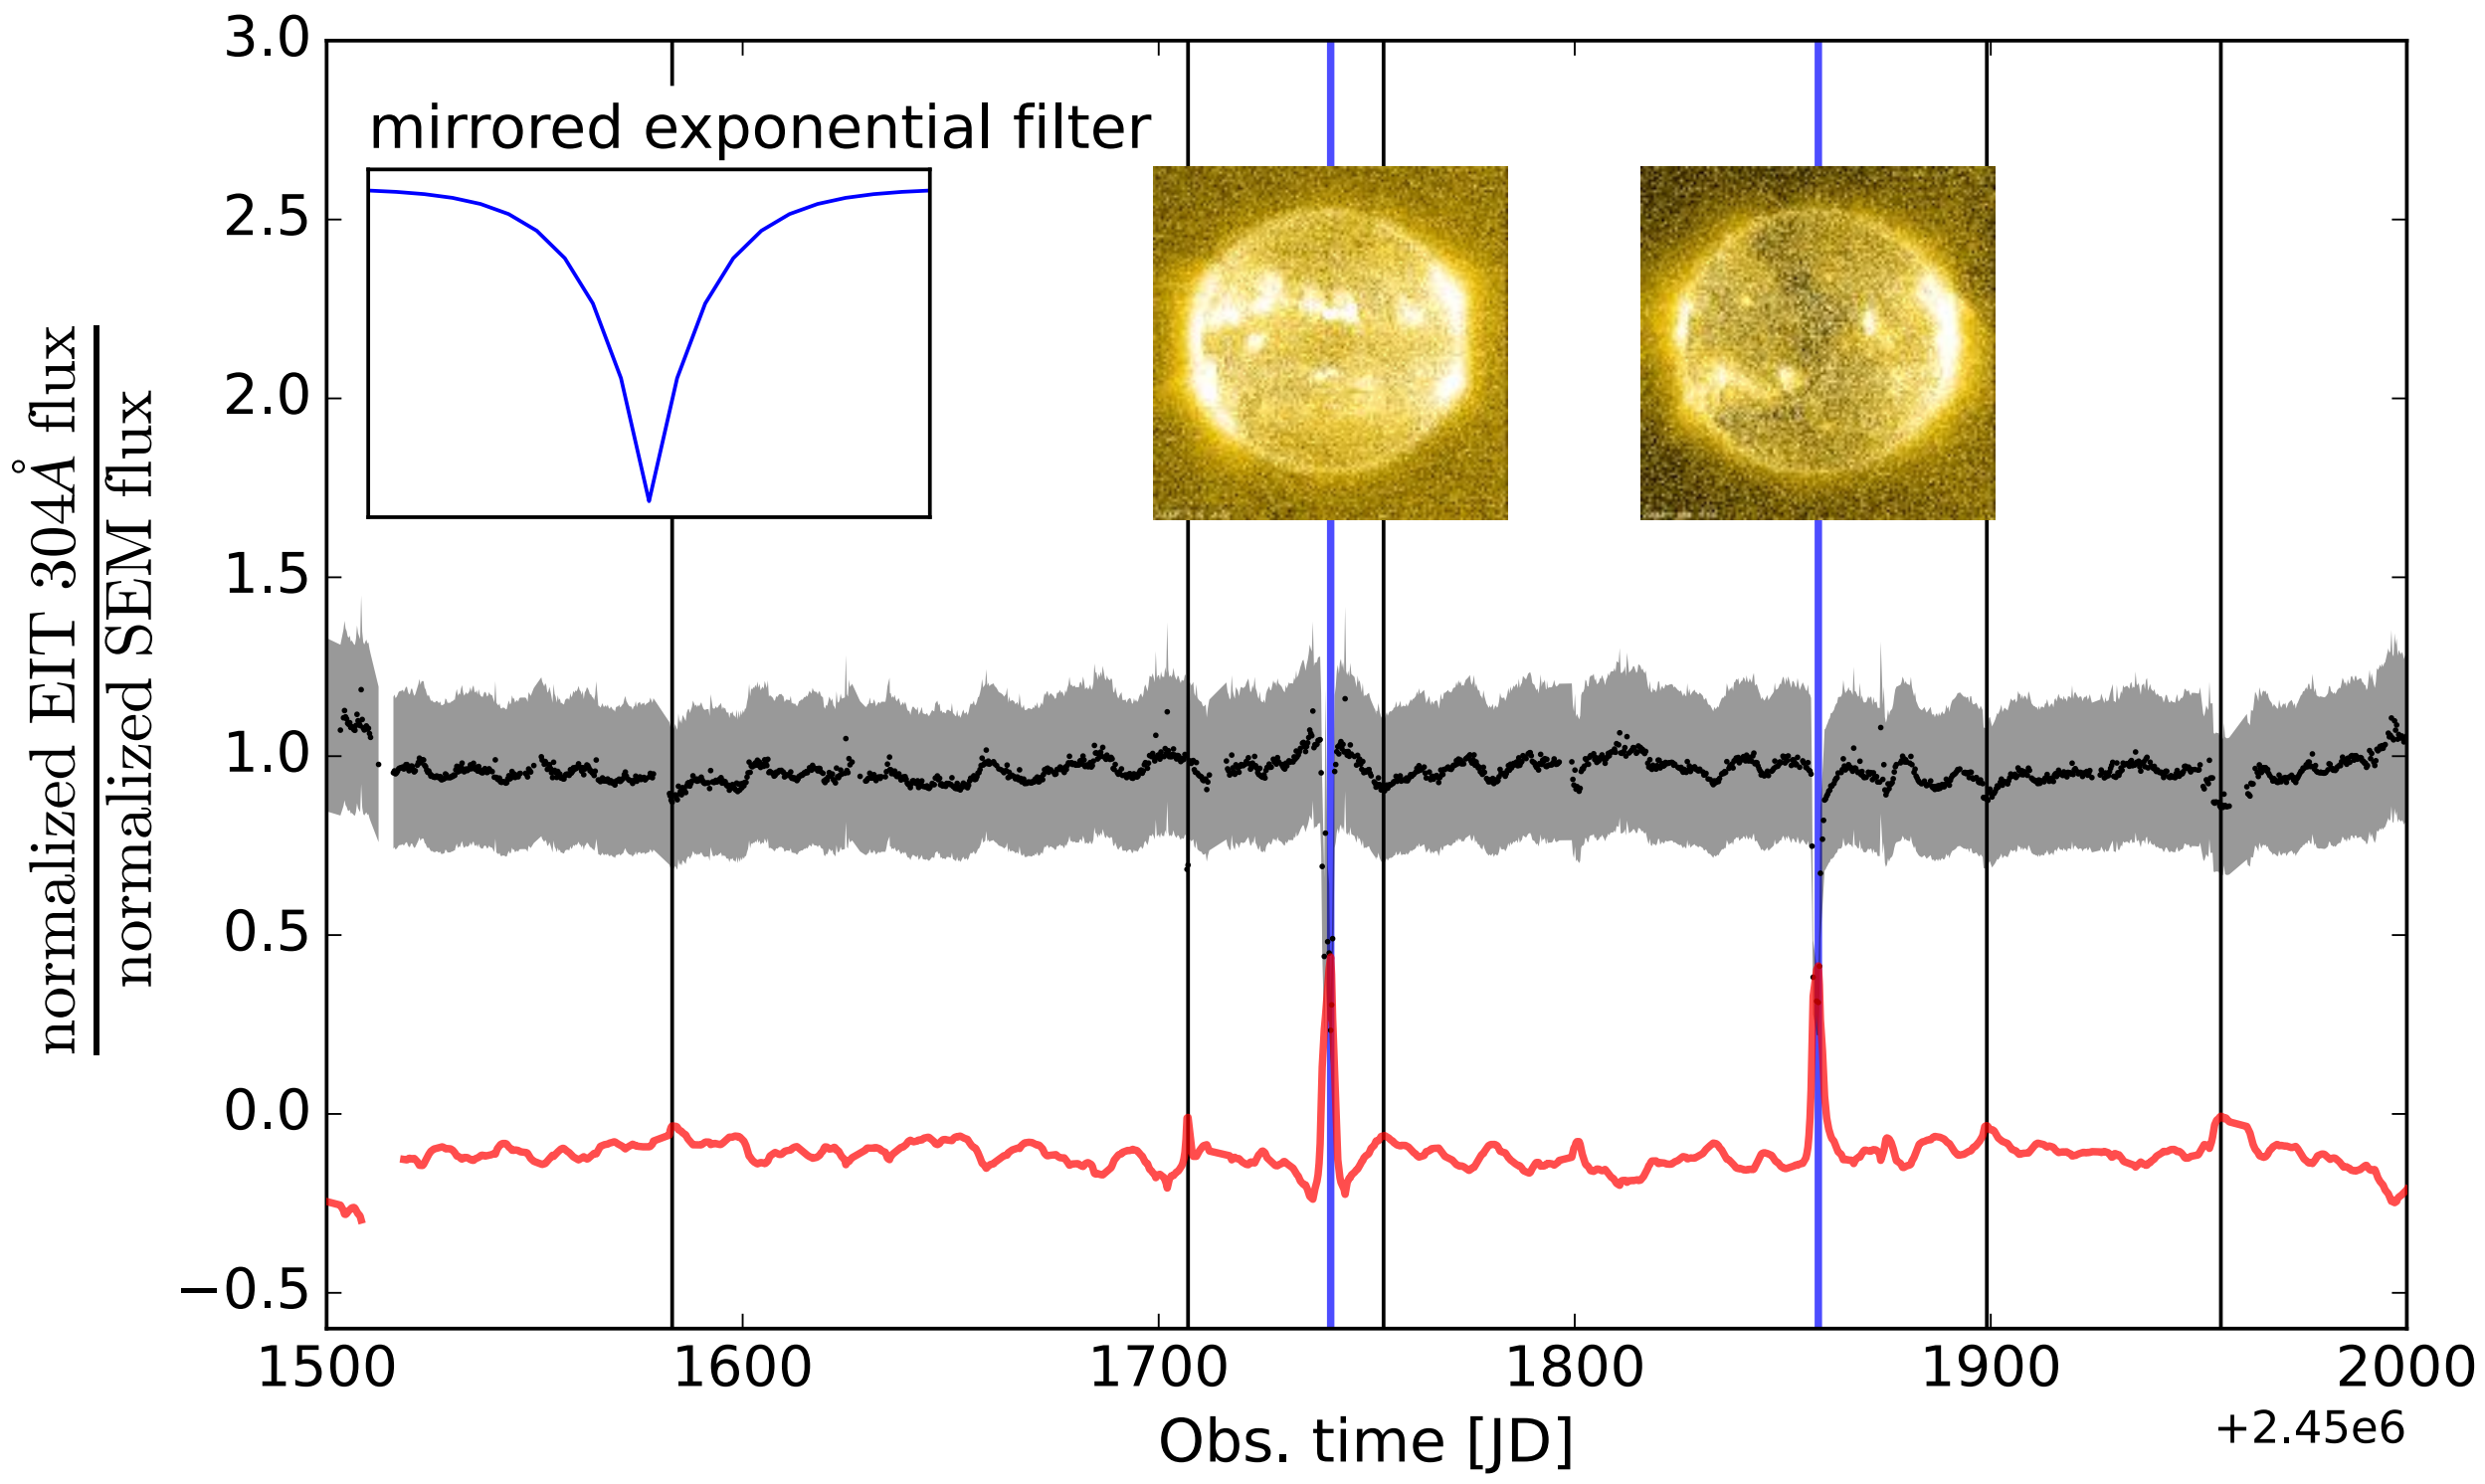 normalized EIT 304Å flux
normalized SEM flux
3.0
2.5
2.0
1.5
1.0
0.5
0.0
−0.5
mirrored exponential filter
1500 1600 1700 1800 1900 2000
+2.45e6
Obs. time [JD]